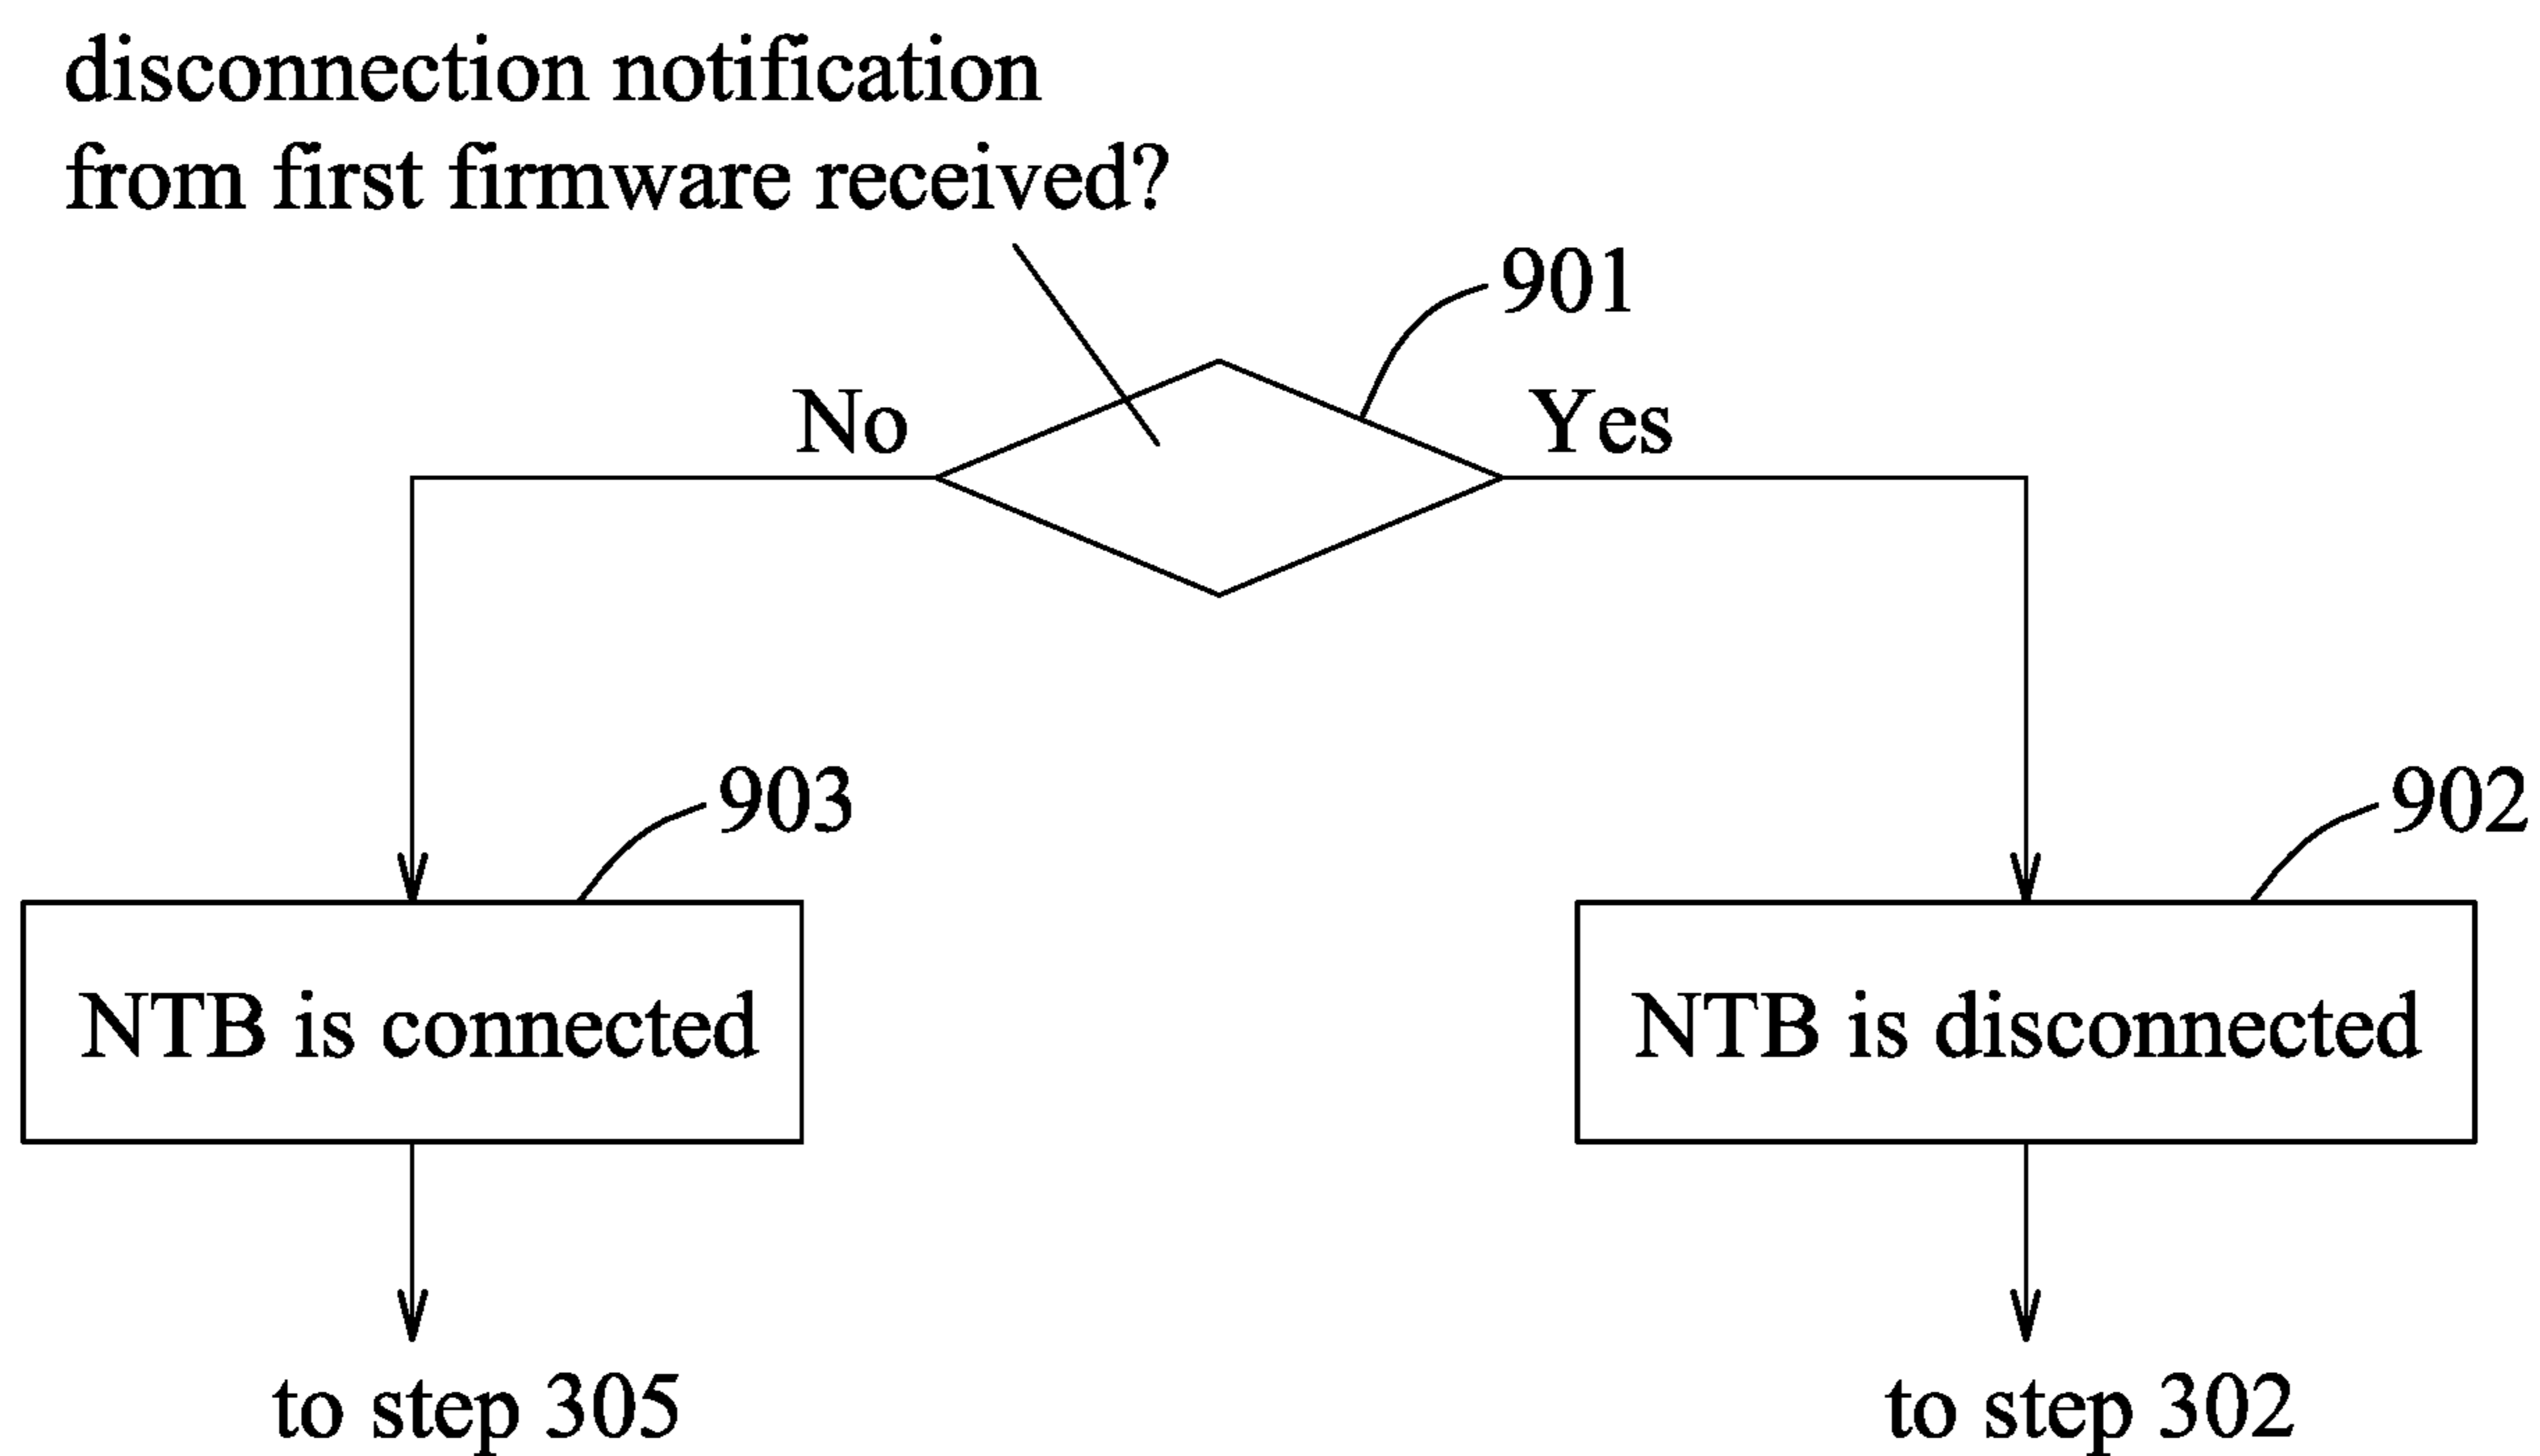 disconnection notification
from first firmware received?
901
No
Yes
903
902
NTB is connected
NTB is disconnected
to step 305
to step 302